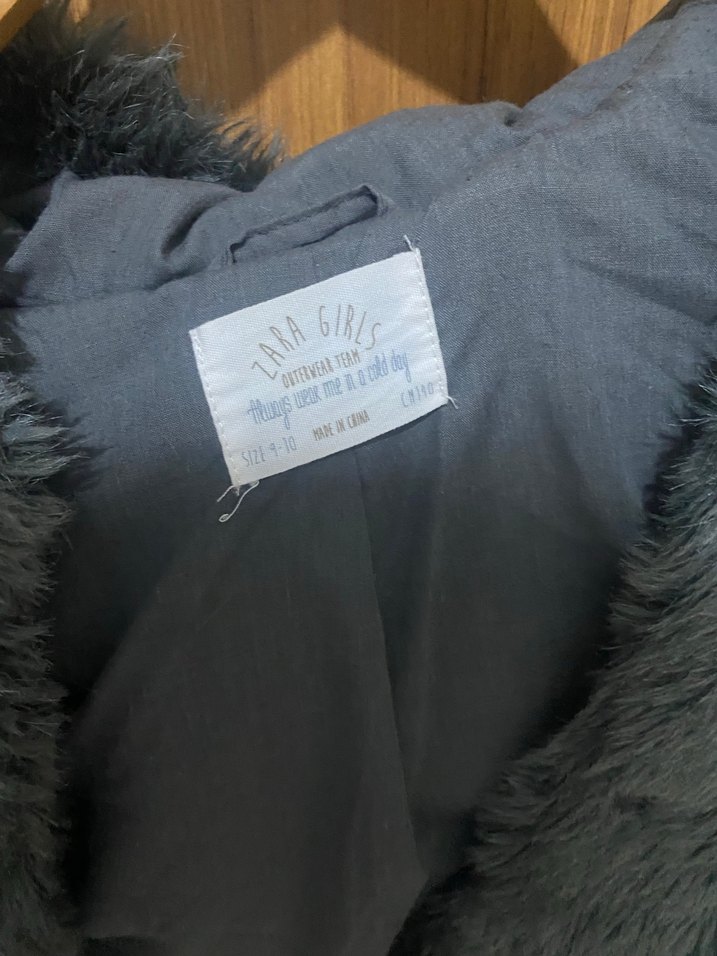 ZARA GIRLS
OUTERWEAR TEAM
Always wear me in a cold day
SIZE 9-10 MADE IN CHINA CM140